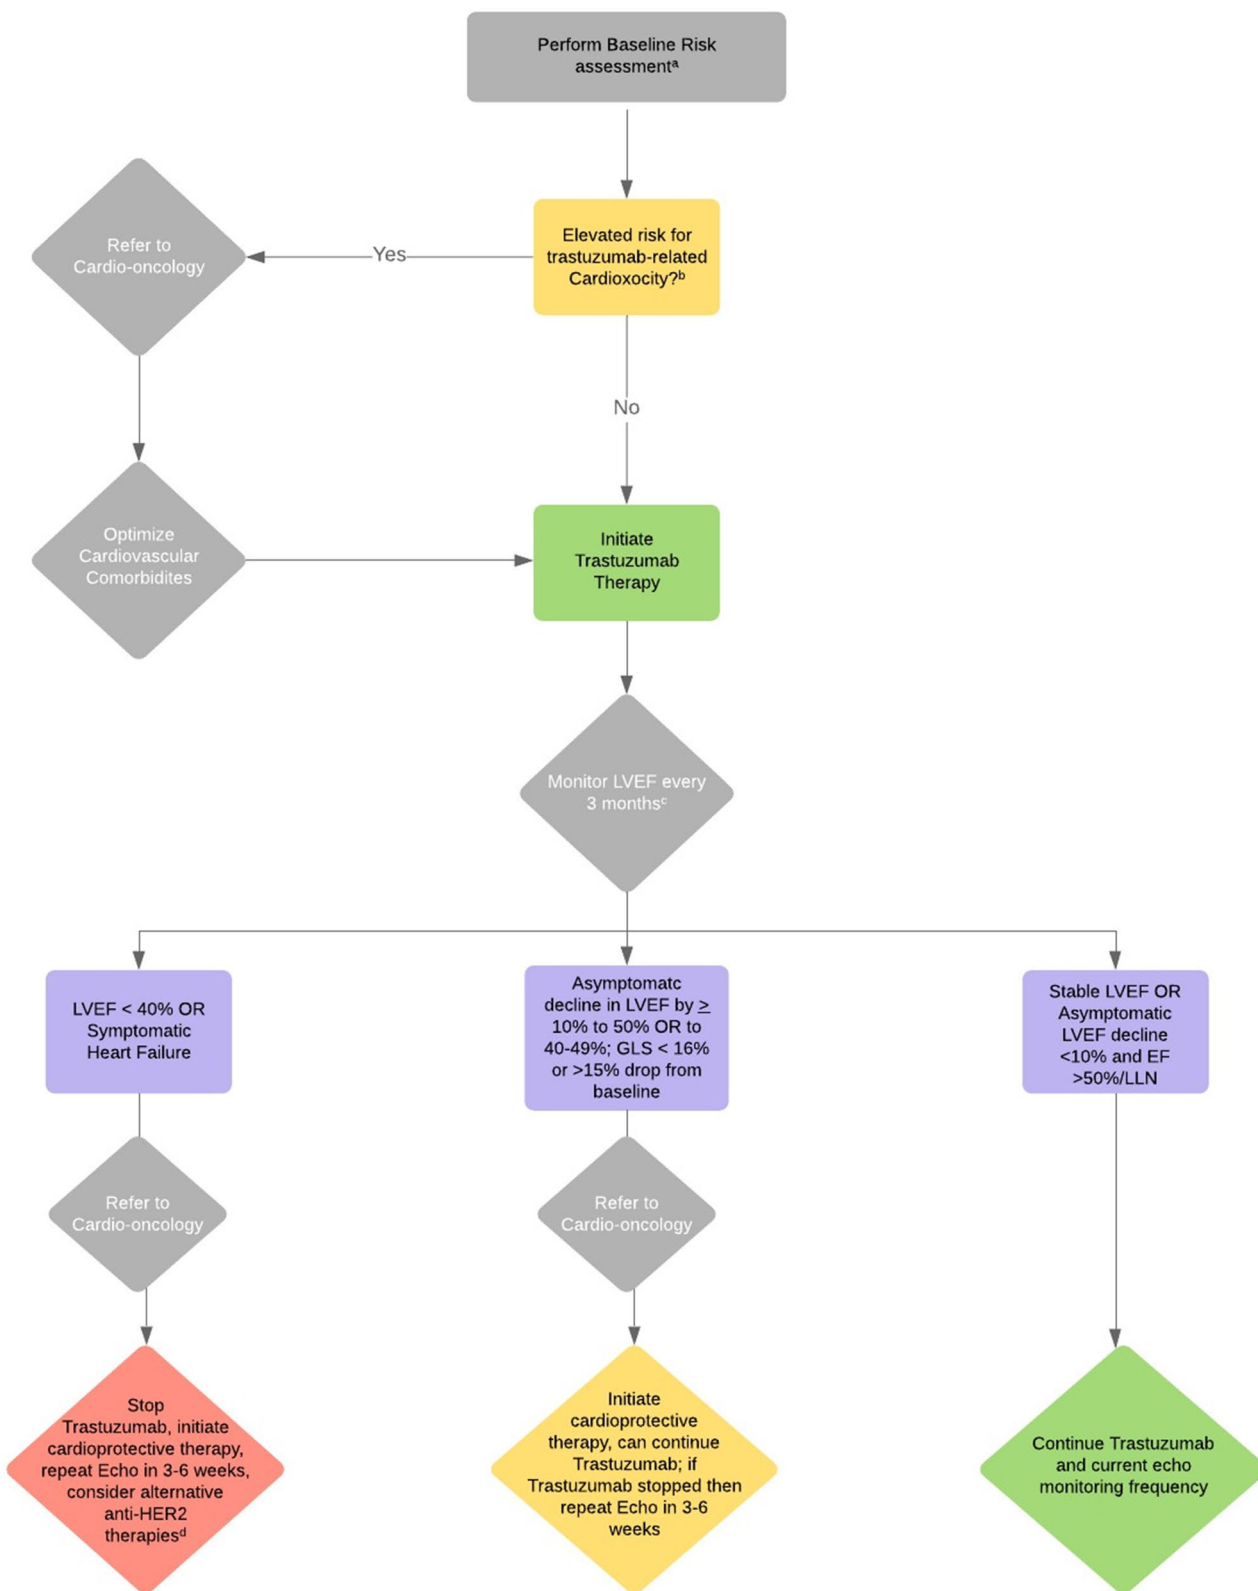 Perform Baseline Risk
assessmentᵃ
Refer to
Cardio-oncology
Yes
Elevated risk for
trastuzumab-related
Cardioxocity?ᵇ
No
Optimize
Cardiovascular
Comorbidites
Initiate
Trastuzumab
Therapy
Monitor LVEF every
3 monthsᶜ
LVEF < 40% OR
Symptomatic
Heart Failure
Asymptomatc
decline in LVEF by ≥
10% to 50% OR to
40-49%; GLS < 16%
or >15% drop from
baseline
Stable LVEF OR
Asymptomatic
LVEF decline
<10% and EF
>50%/LLN
Refer to
Cardio-oncology
Refer to
Cardio-oncology
Stop
Trastuzumab, initiate
cardioprotective therapy,
repeat Echo in 3-6 weeks,
consider alternative
anti-HER2
therapiesᵈ
Initiate
cardioprotective
therapy, can continue
Trastuzumab; if
Trastuzumab stopped then
repeat Echo in 3-6
weeks
Continue Trastuzumab
and current echo
monitoring frequency